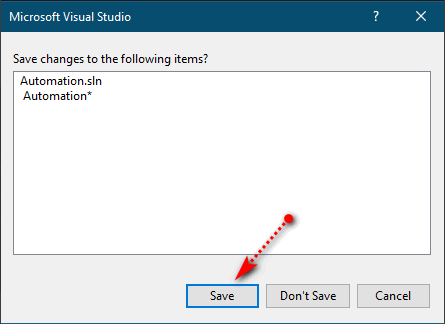 Microsoft Visual Studio
?
Save changes to the following items?
Automation.sln
Automation*
Save
Don't Save
Cancel